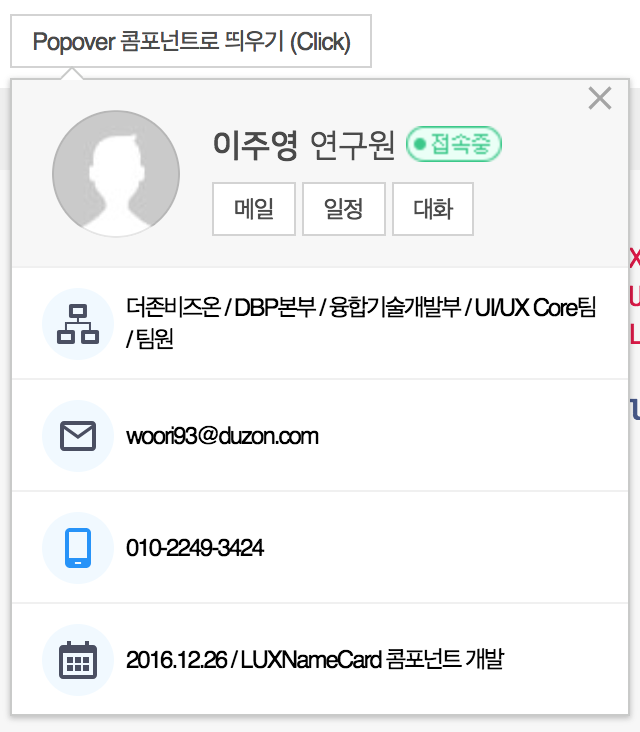 Popover 콤포넌트로 띄우기 (Click)
이주영 연구원 접속중
메일 일정 대화
더존비즈온 / DBP본부 / 융합기술개발부 / UI/UX Core팀
/ 팀원
woori93@duzon.com
010-2249-3424
2016.12.26 / LUXNameCard 콤포넌트 개발